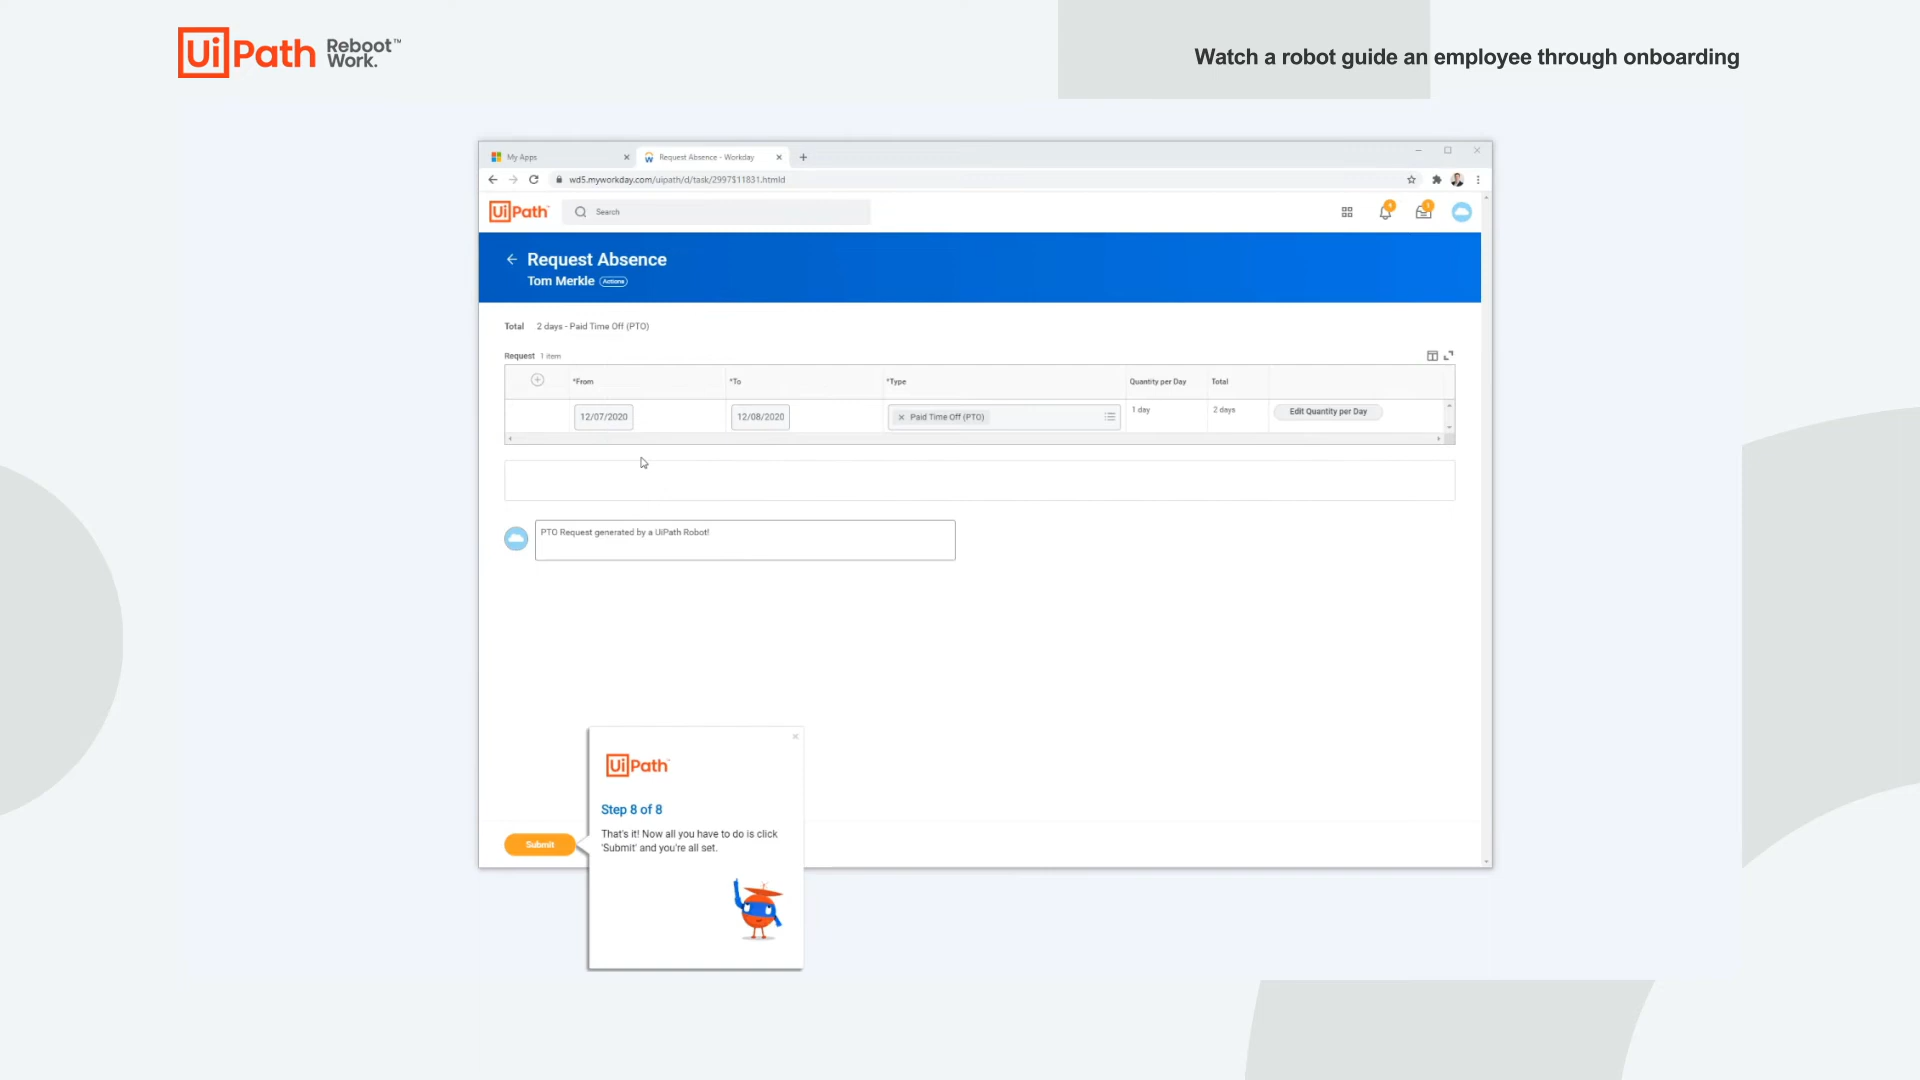 UiPath Reboot Work.™
Watch a robot guide an employee through onboarding
My Apps
Request Absence - Workday
wd5.myworkday.com/uipath/d/task/2997$11831.htmld
UiPath
Search
Request Absence
Tom Merkle Actions
Total 2 days - Paid Time Off (PTO)
Request 1 item
*From *To *Type Quantity per Day Total
12/07/2020 12/08/2020 × Paid Time Off (PTO) 1 day 2 days Edit Quantity per Day
PTO Request generated by a UiPath Robot!
UiPath
Step 8 of 8
That's it! Now all you have to do is click
'Submit' and you're all set.
Submit